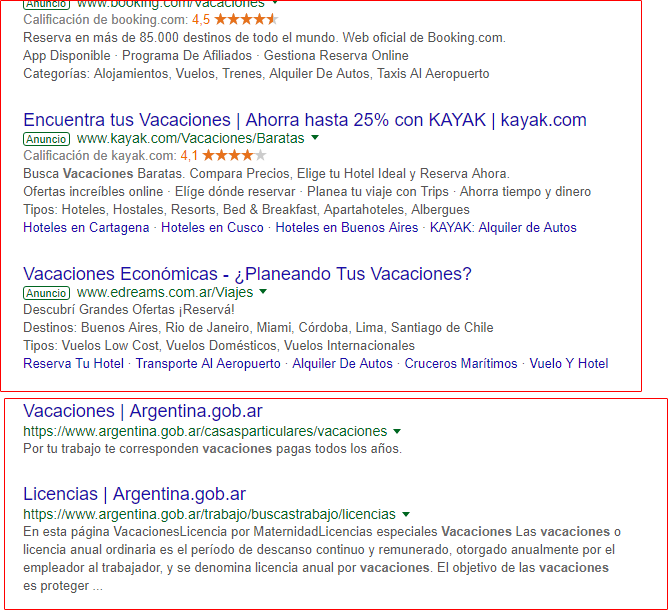 Anuncio www.booking.com/Vacaciones
Calificación de booking.com: 4,5
Reserva en más de 85.000 destinos de todo el mundo. Web oficial de Booking.com.
App Disponible · Programa De Afiliados · Gestiona Reserva Online
Categorías: Alojamientos, Vuelos, Trenes, Alquiler De Autos, Taxis Al Aeropuerto
Encuentra tus Vacaciones | Ahorra hasta 25% con KAYAK | kayak.com
Anuncio www.kayak.com/Vacaciones/Baratas
Calificación de kayak.com: 4,1
Busca Vacaciones Baratas. Compara Precios, Elige tu Hotel Ideal y Reserva Ahora.
Ofertas increíbles online · Elíge dónde reservar · Planea tu viaje con Trips · Ahorra tiempo y dinero
Tipos: Hoteles, Hostales, Resorts, Bed & Breakfast, Apartahoteles, Albergues
Hoteles en Cartagena · Hoteles en Cusco · Hoteles en Buenos Aires · KAYAK: Alquiler de Autos
Vacaciones Económicas - ¿Planeando Tus Vacaciones?
Anuncio www.edreams.com.ar/Viajes
Descubrí Grandes Ofertas ¡Reservá!
Destinos: Buenos Aires, Rio de Janeiro, Miami, Córdoba, Lima, Santiago de Chile
Tipos: Vuelos Low Cost, Vuelos Domésticos, Vuelos Internacionales
Reserva Tu Hotel · Transporte Al Aeropuerto · Alquiler De Autos · Cruceros Marítimos · Vuelo Y Hotel
Vacaciones | Argentina.gob.ar
https://www.argentina.gob.ar/casasparticulares/vacaciones
Por tu trabajo te corresponden vacaciones pagas todos los años.
Licencias | Argentina.gob.ar
https://www.argentina.gob.ar/trabajo/buscastrabajo/licencias
En esta página VacacionesLicencia por MaternidadLicencias especiales Vacaciones Las vacaciones o
licencia anual ordinaria es el período de descanso continuo y remunerado, otorgado anualmente por el
empleador al trabajador, y se denomina licencia anual por vacaciones. El objetivo de las vacaciones
es proteger ...